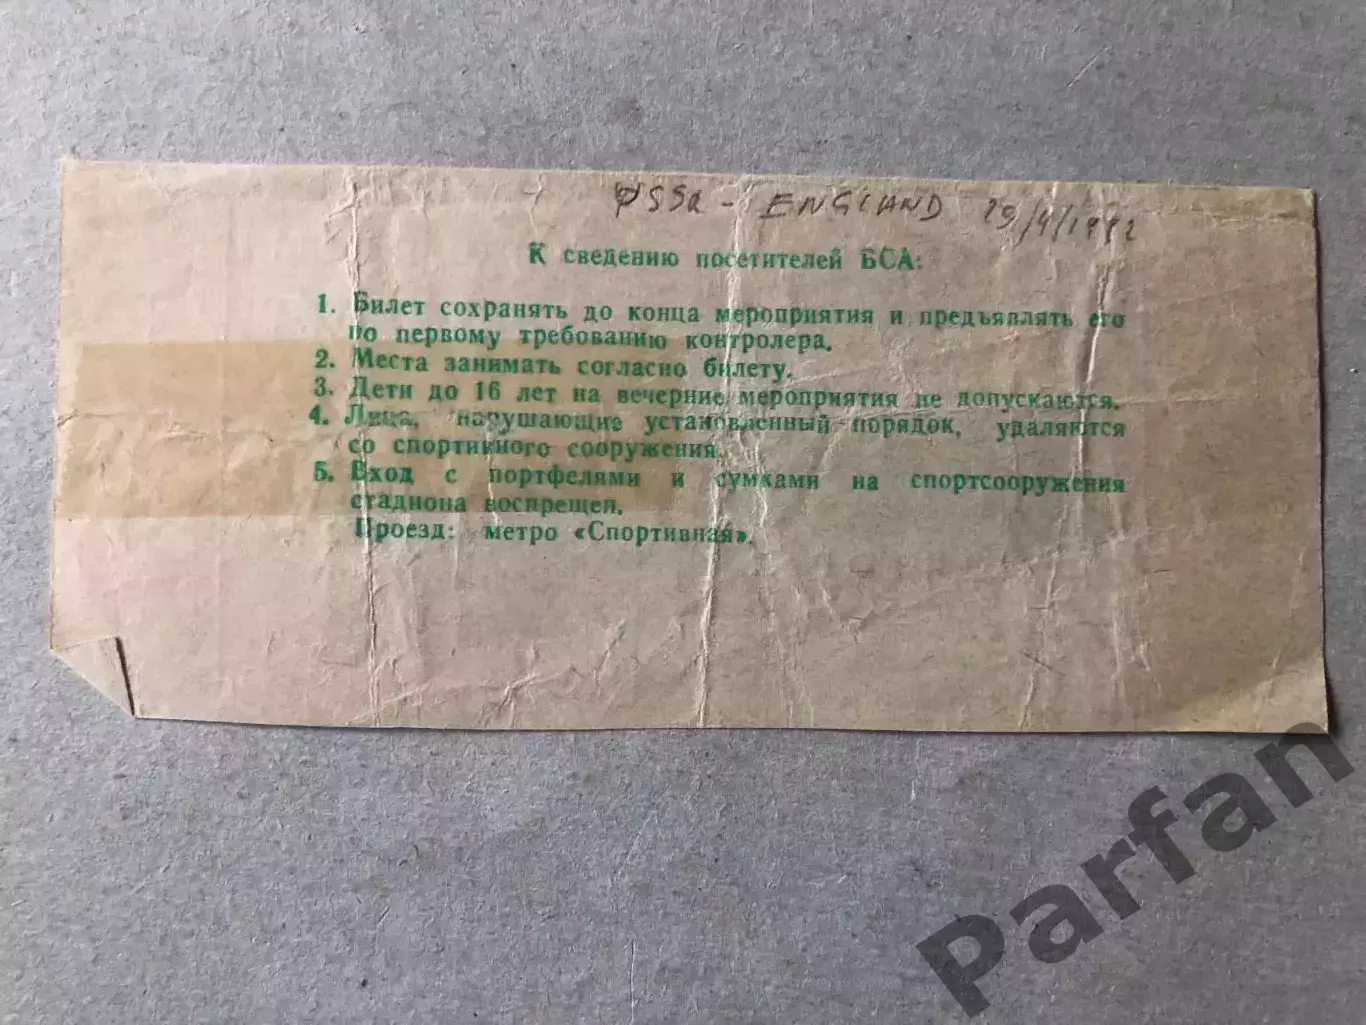 ENGLAND 29/4/1992
К сведению посетителей БСА:
1. Билет сохранять до конца мероприятия и предъявлять его
по первому требованию контролера.
2. Места занимать согласно билету.
3. Дети до 16 лет на вечерние мероприятия не допускаются.
4. Лица, нарушающие установленный порядок, удаляются
со спортивного сооружения.
5. Вход с портфелями и сумками на спортсооружения
стадиона воспрещен.
Проезд: метро «Спортивная».
Parfan